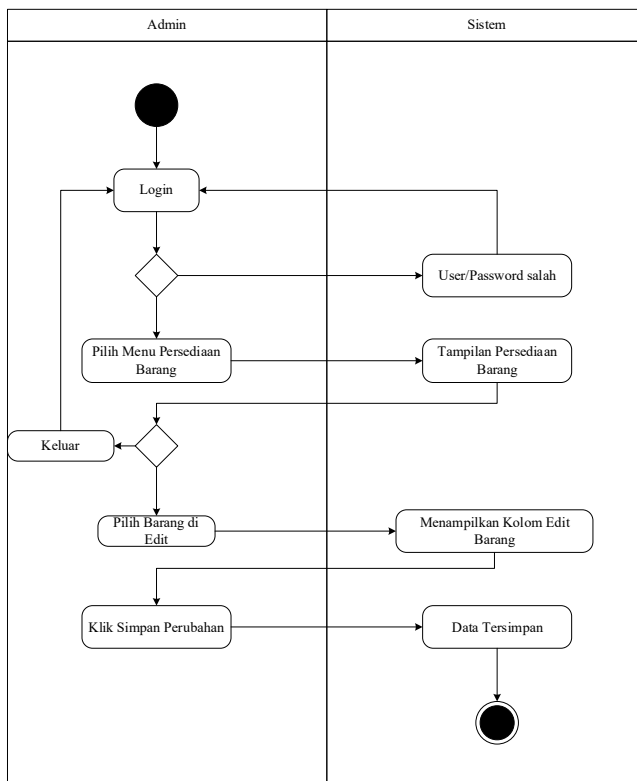 Admin
Sistem
Login
User/Password salah
Pilih Menu Persediaan
Barang
Tampilan Persediaan
Barang
Keluar
Pilih Barang di
Edit
Menampilkan Kolom Edit
Barang
Klik Simpan Perubahan
Data Tersimpan